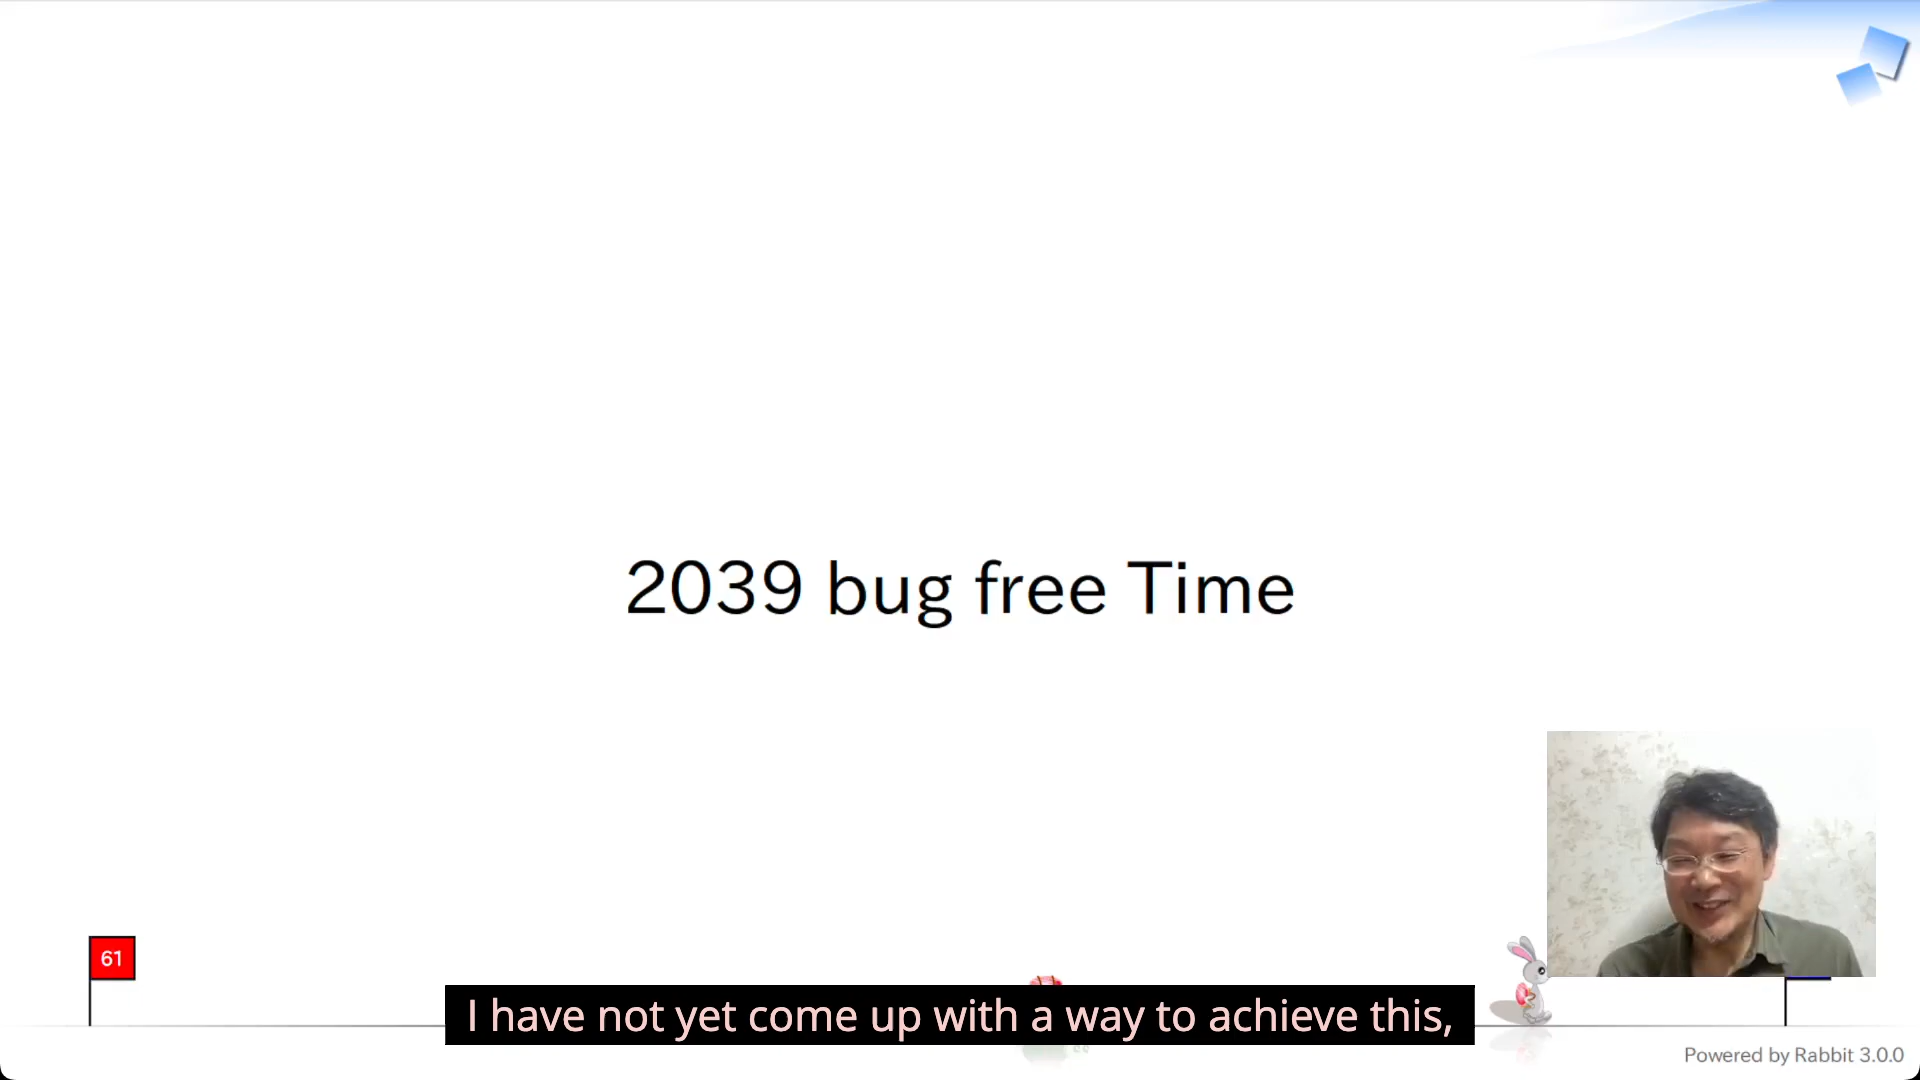 2039 bug free Time
61
I have not yet come up with a way to achieve this,
Powered by Rabbit 3.0.0